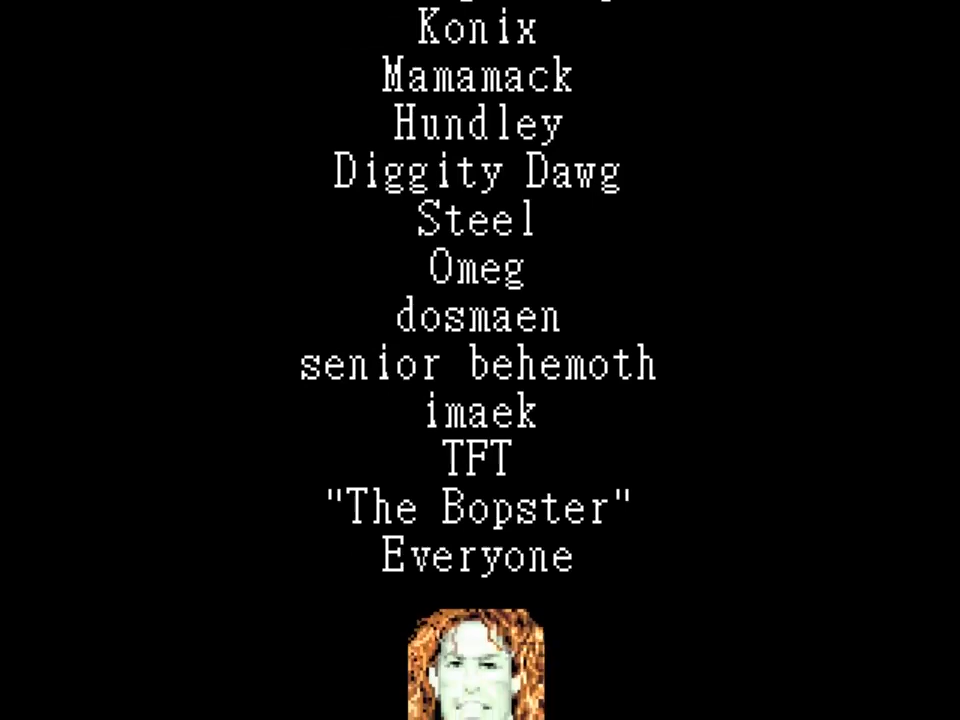 Konix
Mamamack
Hundley
Diggity Dawg
Steel
Omeg
dosmaen
senior behemoth
imaek
TFT
"The Bopster"
Everyone